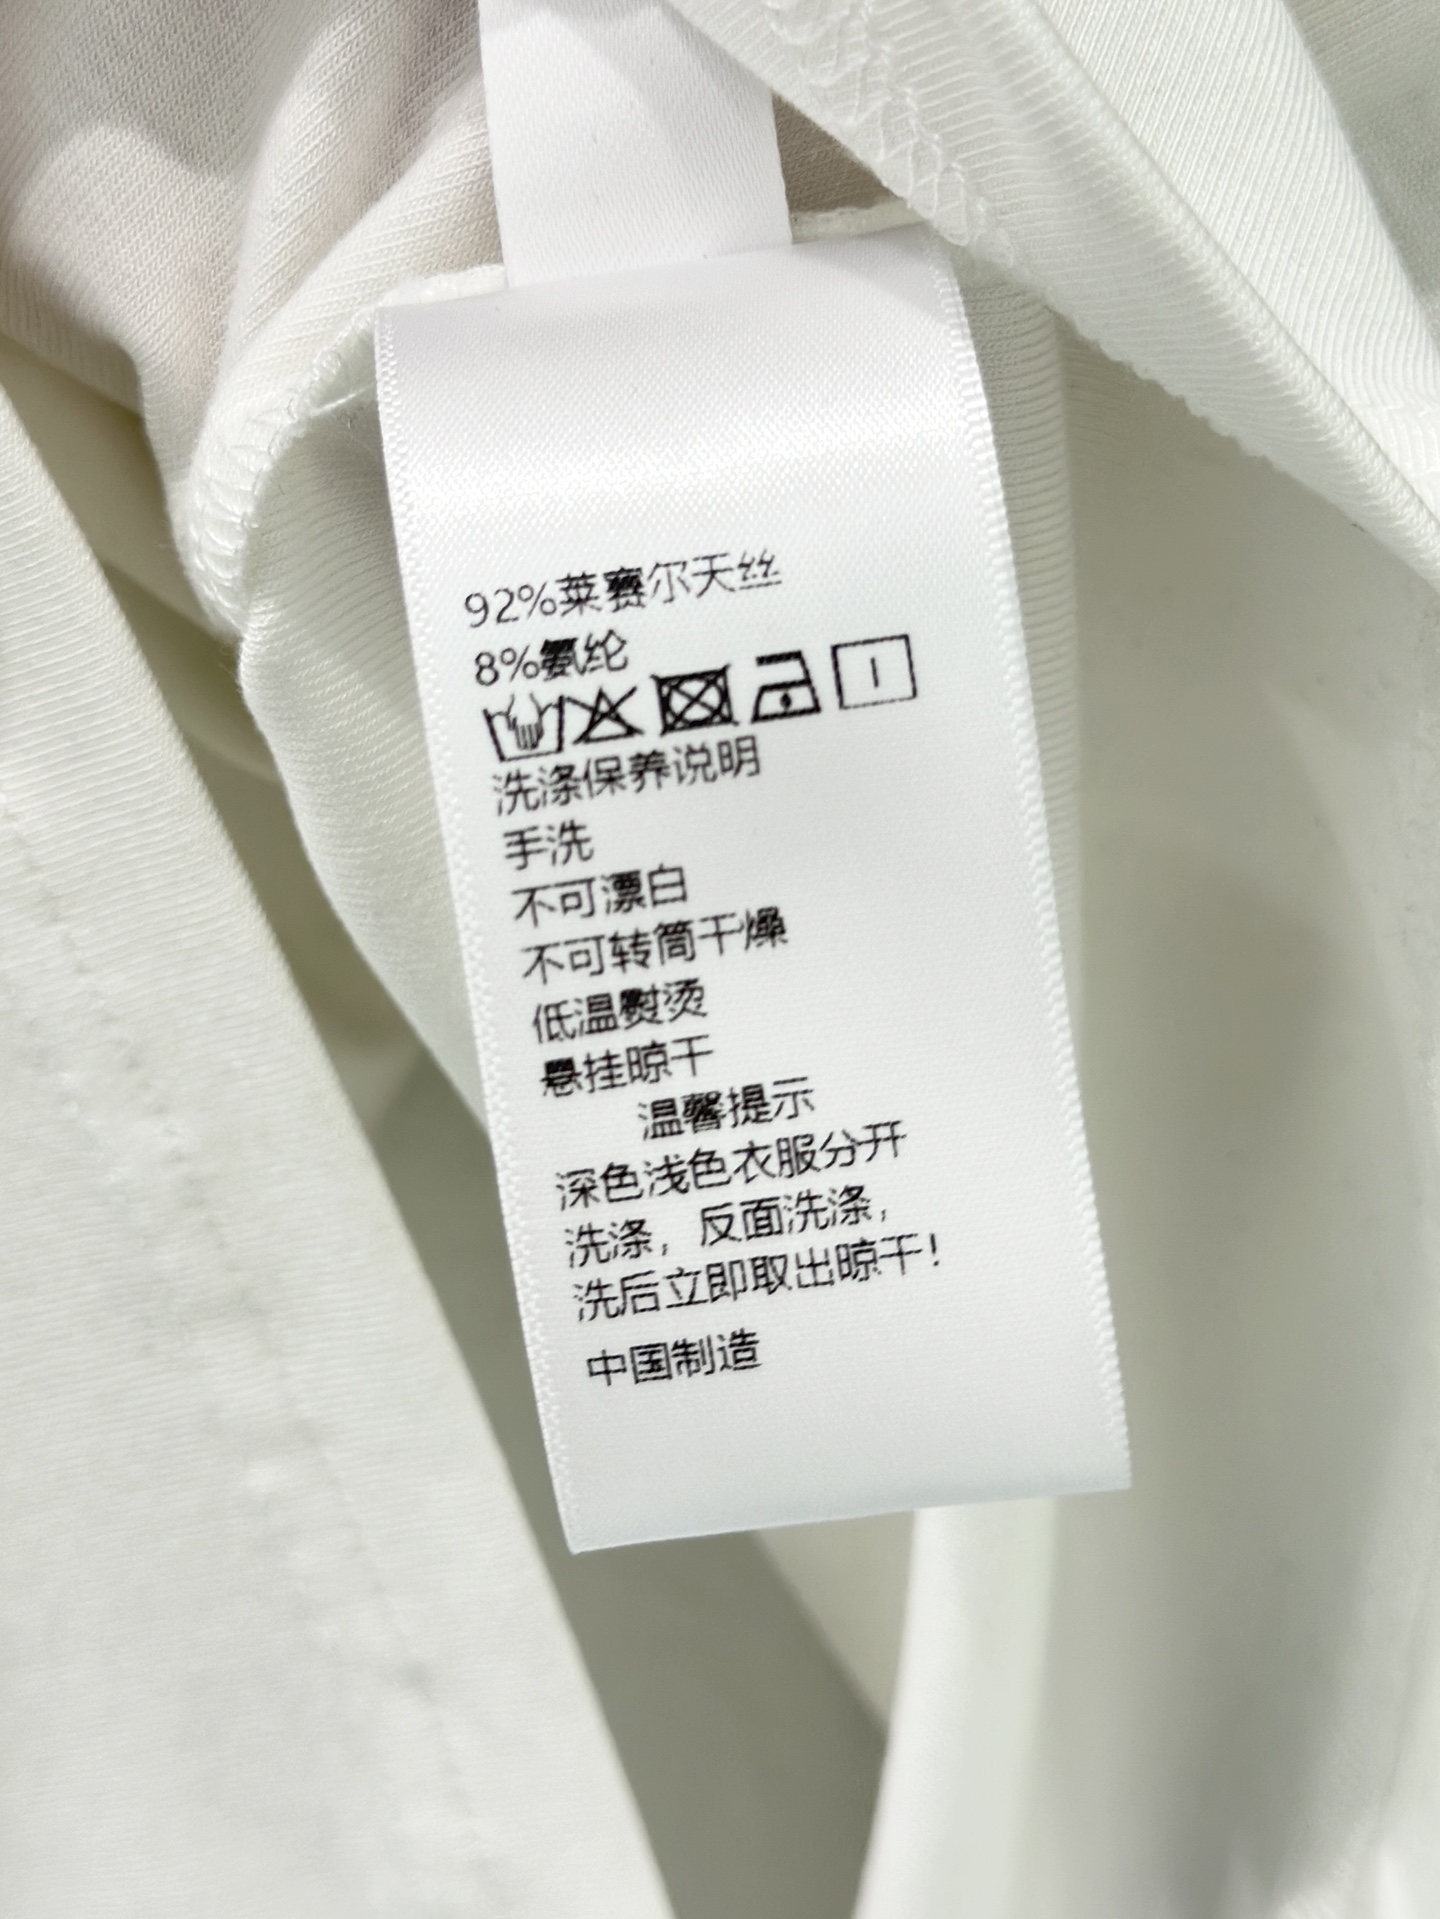 92%莱赛尔天丝
8%氨纶
洗涤保养说明
手洗
不可漂白
不可转筒干燥
低温熨烫
悬挂晾干
温馨提示
深色浅色衣服分开
洗涤，反面洗涤，
洗后立即取出晾干！
中国制造